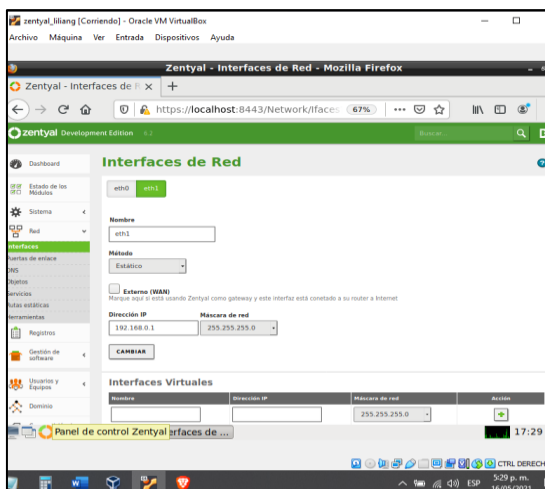 zentyal_liliang [Corriendo] - Oracle VM VirtualBox
Archivo Máquina Ver Entrada Dispositivos Ayuda
Zentyal - Interfaces de Red - Mozilla Firefox
Zentyal - Interfaces de R
https://localhost:8443/Network/Ifaces 67%
zentyal Development Edition 6.2 Buscar...
Dashboard
Estado de los Módulos
Sistema
Red
Interfaces
Puertas de enlace
DNS
Objetos
Servicios
Rutas estáticas
Herramientas
Registros
Gestión de software
Usuarios y Equipos
Dominio
Interfaces de Red
eth0 eth1
Nombre
eth1
Método
Estático
Externo (WAN)
Marque aquí si está usando Zentyal como gateway y este interfaz está conetado a su router a Internet
Dirección IP Máscara de red
192.168.0.1 255.255.255.0
CAMBIAR
Interfaces Virtuales
Nombre Dirección IP Máscara de red Acción
255.255.255.0
Panel de control Zentyal erfaces de ... 17:29
CTRL DERECH
ESP 5:29 p. m.
16/05/2021